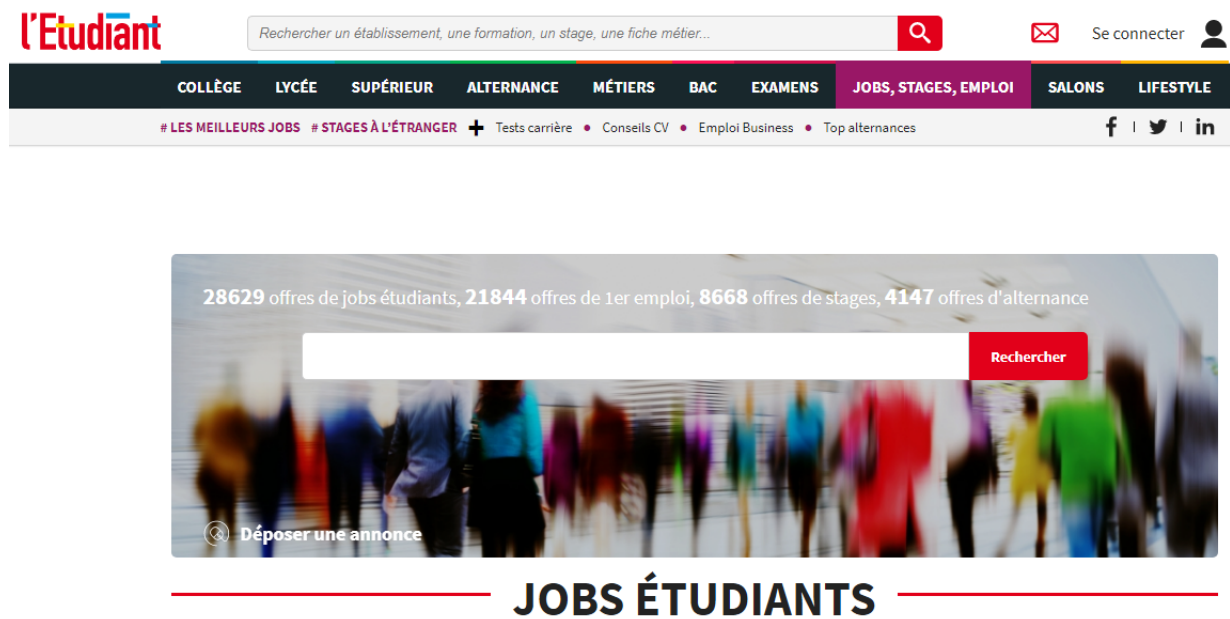 l'Etudiant
Rechercher un établissement, une formation, un stage, une fiche métier...
Se connecter
COLLÈGE LYCÉE SUPÉRIEUR ALTERNANCE MÉTIERS BAC EXAMENS JOBS, STAGES, EMPLOI SALONS LIFESTYLE
# LES MEILLEURS JOBS # STAGES À L'ÉTRANGER + Tests carrière • Conseils CV • Emploi Business • Top alternances
28629 offres de jobs étudiants, 21844 offres de 1er emploi, 8668 offres de stages, 4147 offres d'alternance
Rechercher
Déposer une annonce
JOBS ÉTUDIANTS